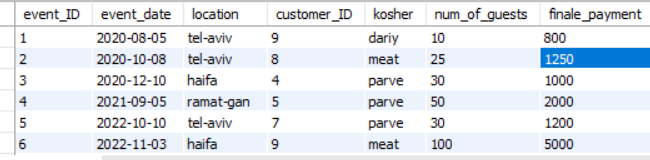 event_ID event_date location customer_ID kosher num_of_guests finale_payment
1 2020-08-05 tel-aviv 9 dariy 10 800
2 2020-10-08 tel-aviv 8 meat 25 1250
3 2020-12-10 haifa 4 parve 30 1000
4 2021-09-05 ramat-gan 5 parve 50 2000
5 2022-10-10 tel-aviv 7 parve 30 1200
6 2022-11-03 haifa 9 meat 100 5000